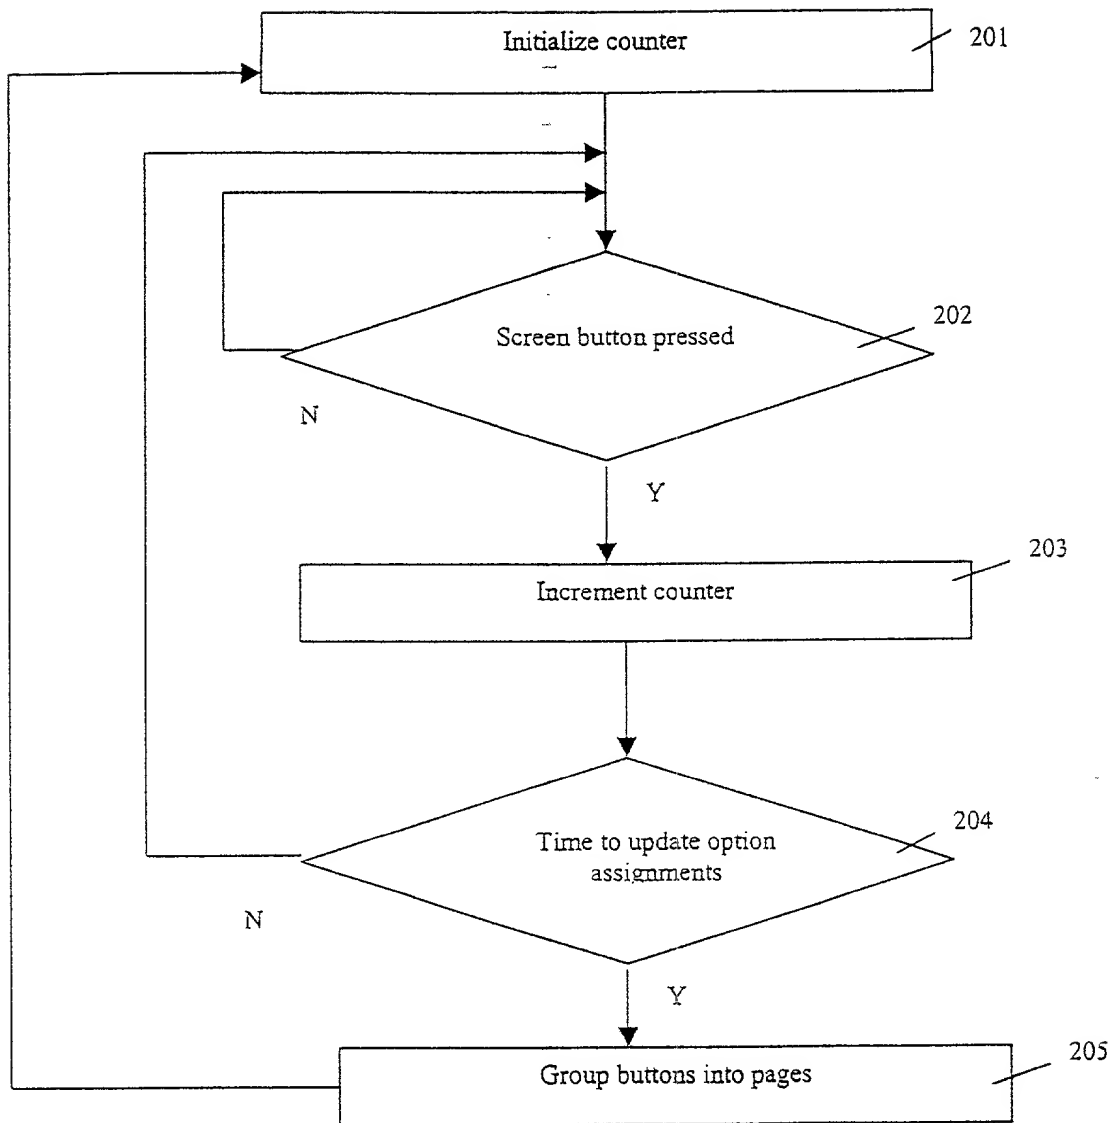 Initialize counter
201
Screen button pressed
202
N
Y
Increment counter
203
Time to update option
assignments
204
N
Y
Group buttons into pages
205